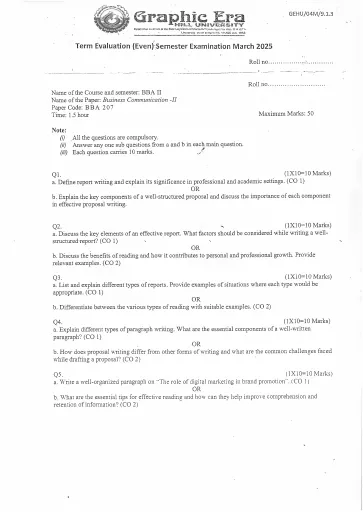 GEHU/04M/9.1.3
Graphic Era
HILL UNIVERSITY
Term Evaluation (Even) Semester Examination March 2025
Roll no.
Roll no.
Name of the Course and semester: BBA II
Name of the Paper: Business Communication -II
Paper Code: BBA 207
Time: 1.5 hour Maximum Marks: 50
Note:
(i) All the questions are compulsory.
(ii) Answer any one sub questions from a and b in each main question.
(iii) Each question carries 10 marks.
Q1. (1X10=10 Marks)
a. Define report writing and explain its significance in professional and academic settings. (CO 1)
OR
b. Explain the key components of a well-structured proposal and discuss the importance of each component
in effective proposal writing.
Q2. (1X10=10 Marks)
a. Discuss the key elements of an effective report. What factors should be considered while writing a well-
structured report? (CO 1)
OR
b. Discuss the benefits of reading and how it contributes to personal and professional growth. Provide
relevant examples. (CO 2)
Q3. (1X10=10 Marks)
a. List and explain different types of reports. Provide examples of situations where each type would be
appropriate. (CO 1)
OR
b. Differentiate between the various types of reading with suitable examples. (CO 2)
Q4. (1X10=10 Marks)
a. Explain different types of paragraph writing. What are the essential components of a well-written
paragraph? (CO 1)
OR
b. How does proposal writing differ from other forms of writing and what are the common challenges faced
while drafting a proposal? (CO 2)
Q5. (1X10=10 Marks)
a. Write a well-organized paragraph on "The role of digital marketing in brand promotion". (CO 1)
OR
b. What are the essential tips for effective reading and how can they help improve comprehension and
retention of information? (CO 2)